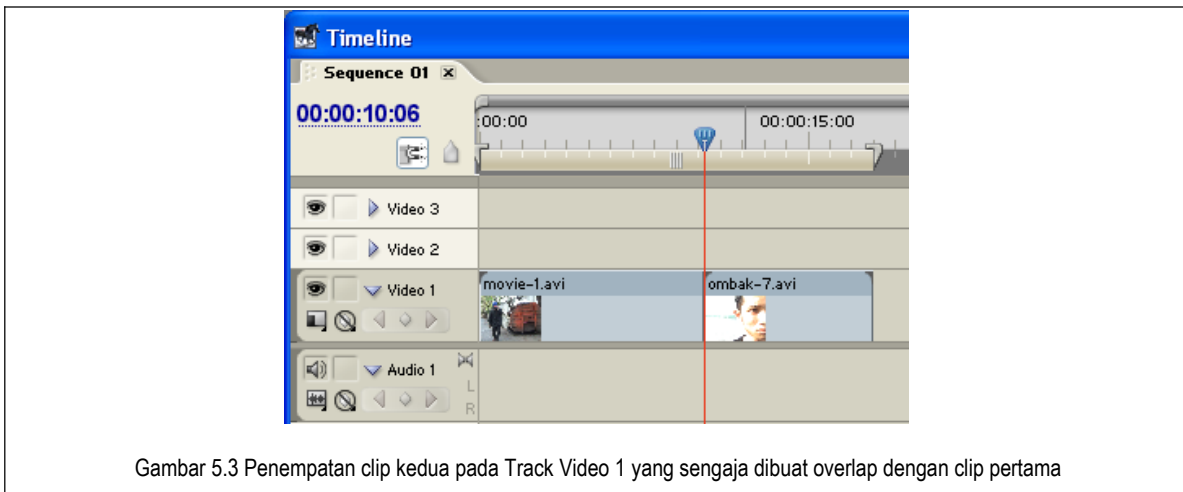 Timeline
Sequence 01
00:00:10:06
:00:00 00:00:15:00
Video 3
Video 2
Video 1
movie-1.avi ombak-7.avi
Audio 1
L
R
Gambar 5.3 Penempatan clip kedua pada Track Video 1 yang sengaja dibuat overlap dengan clip pertama